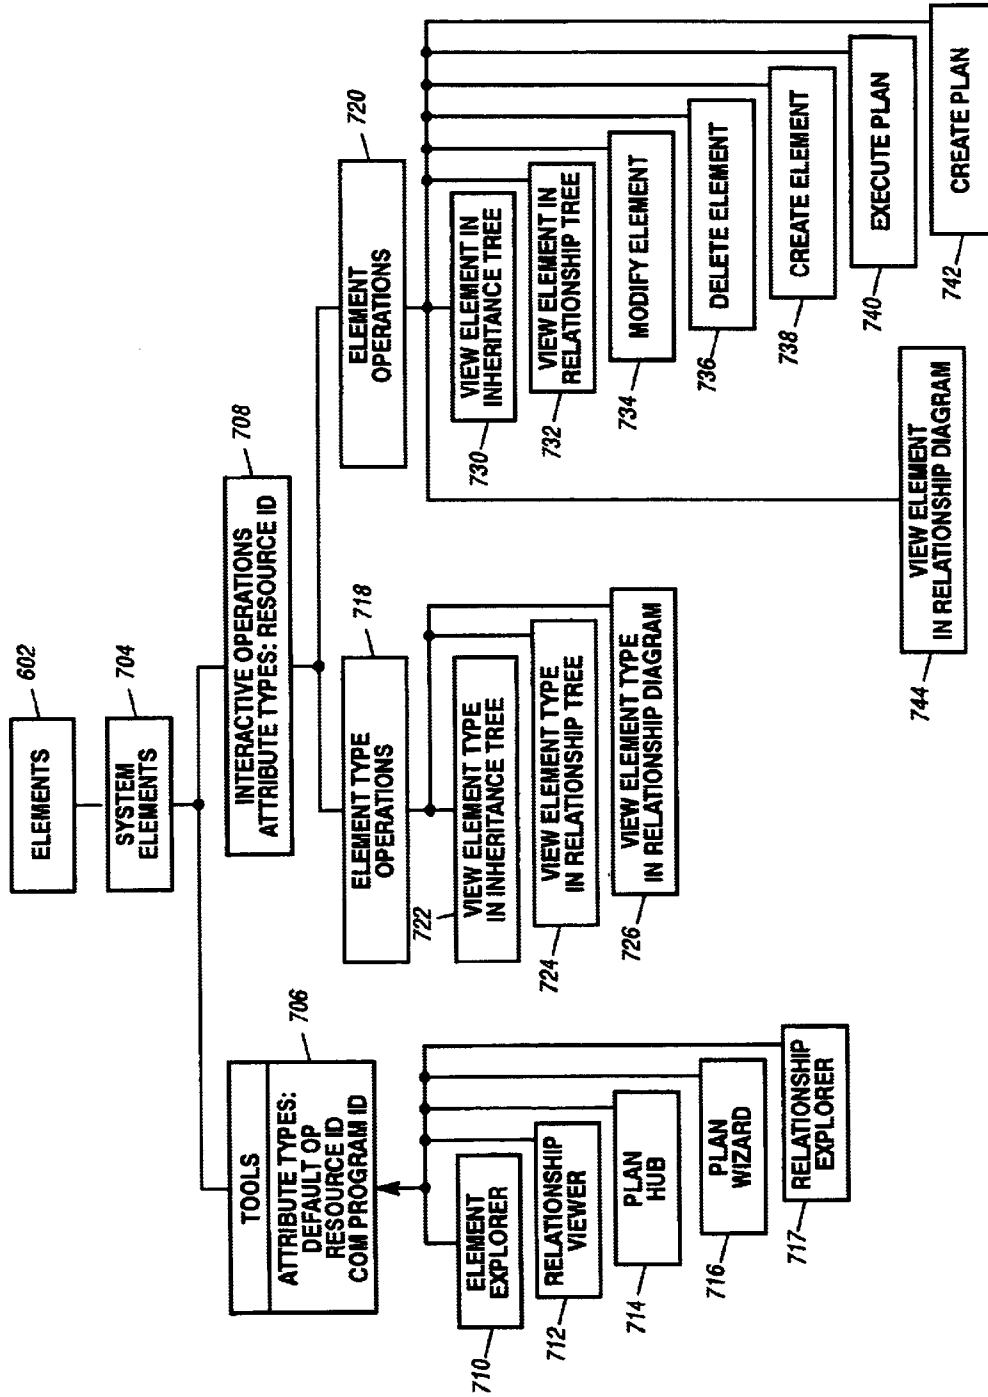 ELEMENTS
602
SYSTEM
ELEMENTS
704
TOOLS
ATTRIBUTE TYPES:
DEFAULT OP
RESOURCE ID
COM PROGRAM ID
706
INTERACTIVE OPERATIONS
ATTRIBUTE TYPES: RESOURCE ID
708
ELEMENT TYPE
OPERATIONS
718
ELEMENT
OPERATIONS
720
ELEMENT
EXPLORER
710
RELATIONSHIP
VIEWER
712
PLAN
HUB
714
PLAN
WIZARD
716
RELATIONSHIP
EXPLORER
717
722
VIEW ELEMENT TYPE
IN INHERITANCE TREE
VIEW ELEMENT TYPE
IN RELATIONSHIP TREE
724
VIEW ELEMENT TYPE
IN RELATIONSHIP DIAGRAM
726
VIEW ELEMENT IN
INHERITANCE TREE
730
VIEW ELEMENT IN
RELATIONSHIP TREE
732
MODIFY ELEMENT
734
DELETE ELEMENT
736
CREATE ELEMENT
738
EXECUTE PLAN
740
CREATE PLAN
742
VIEW ELEMENT
IN RELATIONSHIP DIAGRAM
744